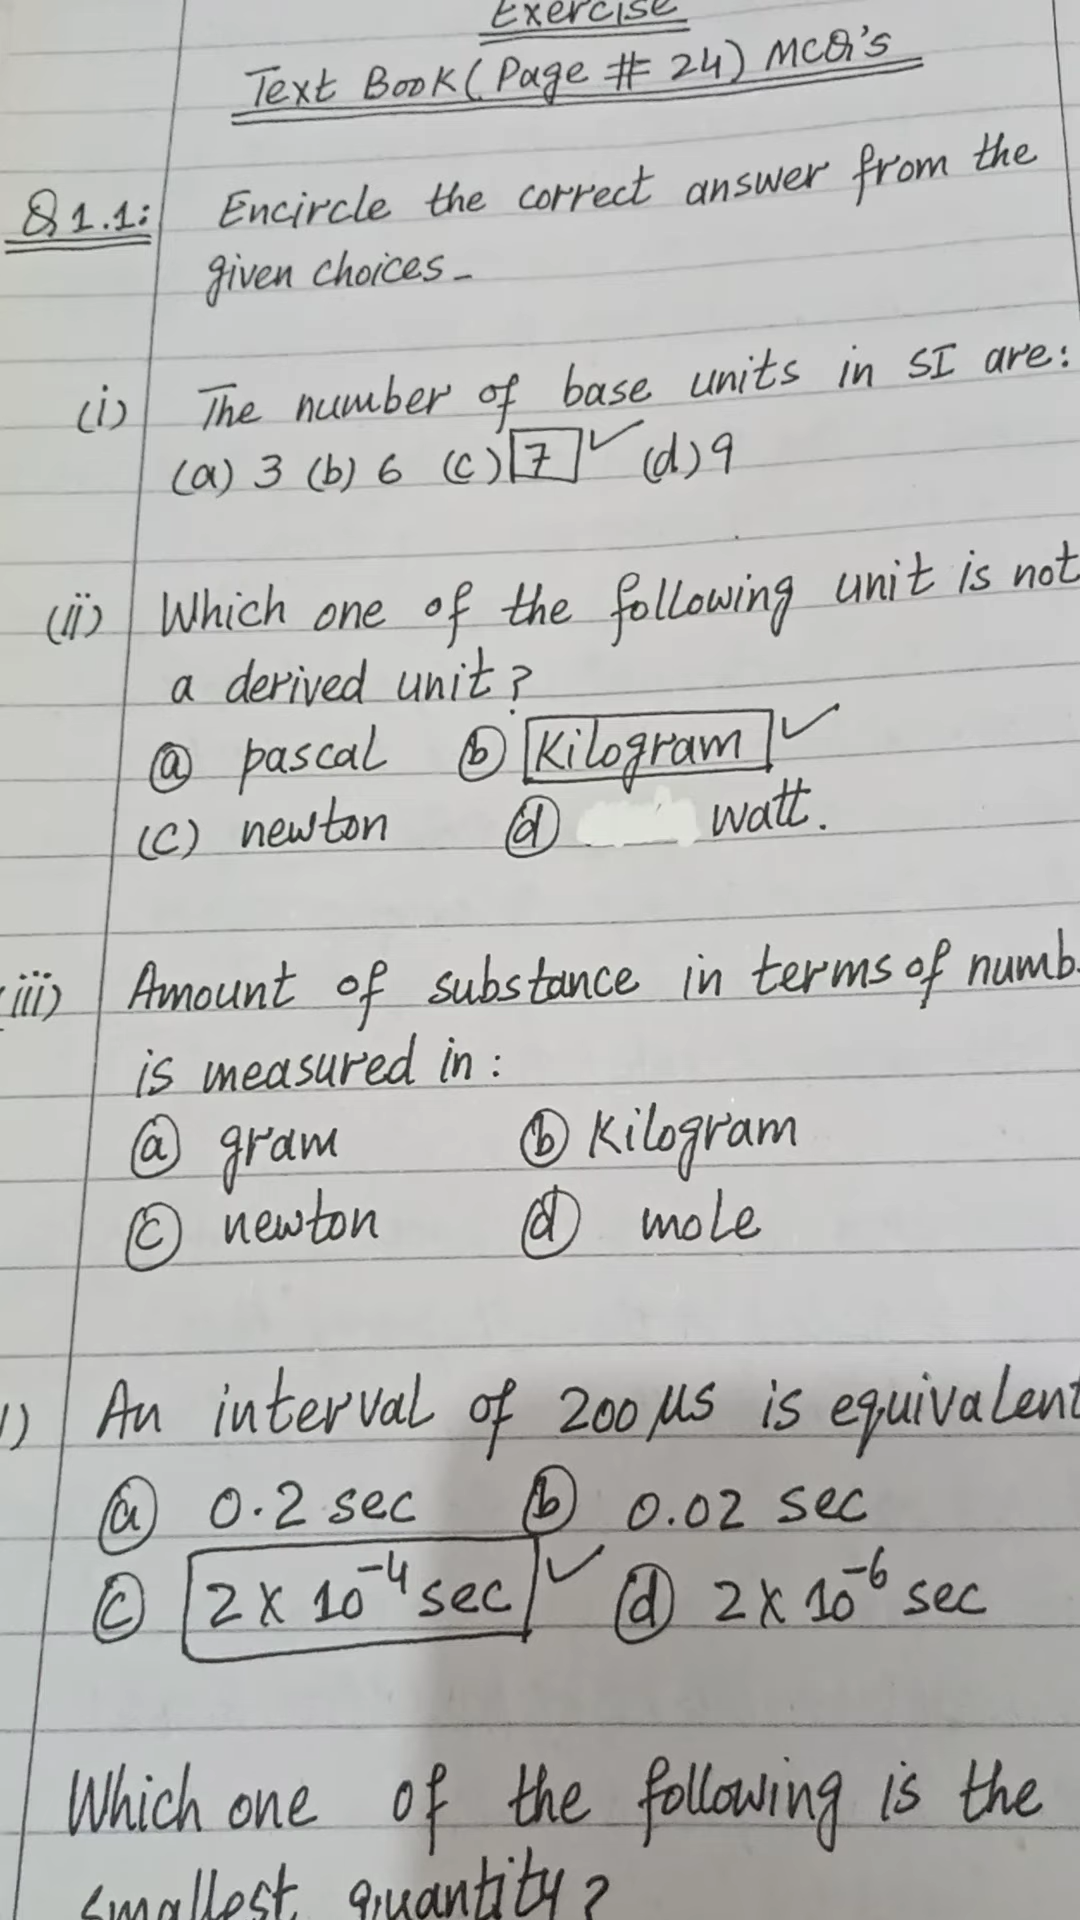 Exercise
Text Book (Page # 24) MCQ's
Q1.1: Encircle the correct answer from the
given choices-
(i) The number of base units in SI are:
(a) 3 (b) 6 (c) 7 ✓ (d) 9
(ii) Which one of the following unit is not
a derived unit?
(a) pascal (b) Kilogram ✓
(c) newton (d) watt.
(iii) Amount of substance in terms of numb
is measured in:
(a) gram (b) Kilogram
(c) newton (d) mole
) An interval of 200 μs is equivalent
(a) 0.2 sec (b) 0.02 sec
(c) 2 x 10⁻⁴ sec ✓ (d) 2 x 10⁻⁶ sec
Which one of the following is the
smallest quantity?